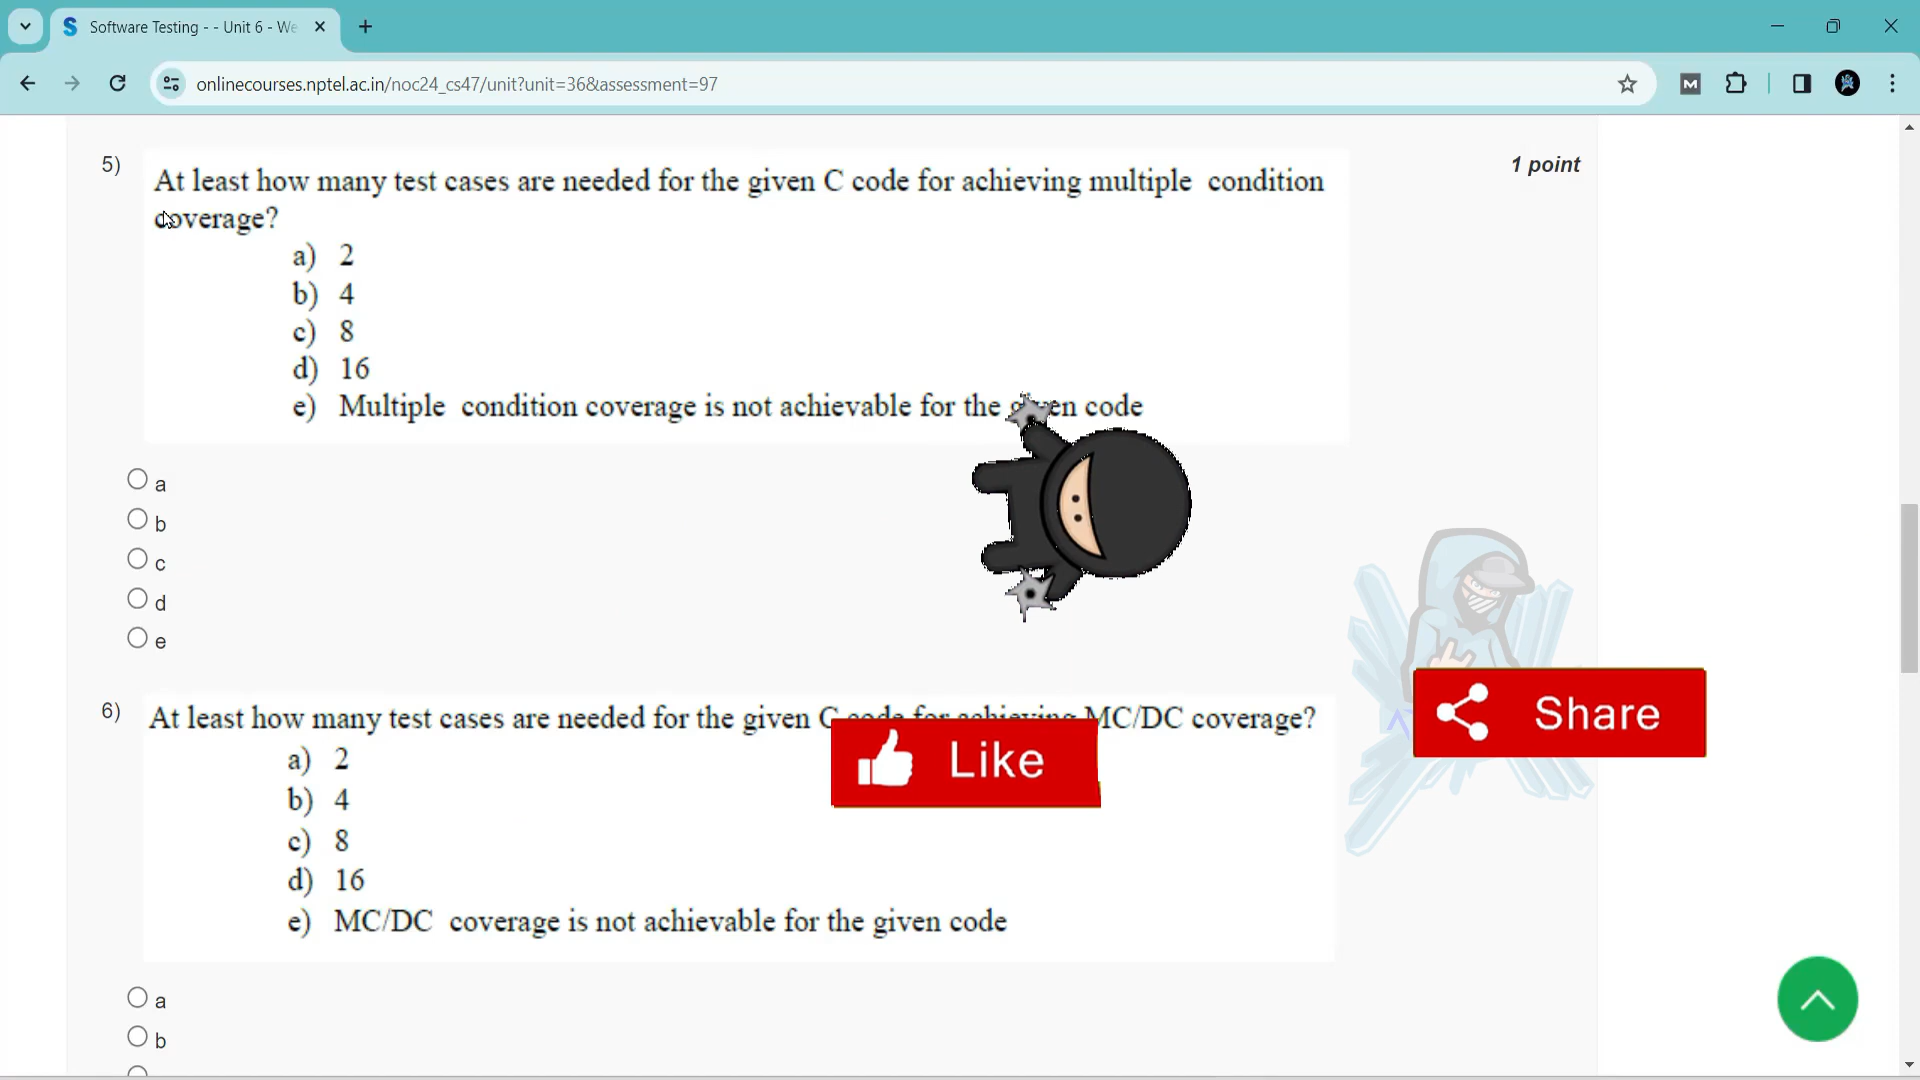 Software Testing - - Unit 6 - We
onlinecourses.nptel.ac.in/noc24_cs47/unit?unit=36&assessment=97
5)
At least how many test cases are needed for the given C code for achieving multiple condition
coverage?
1 point
a) 2
b) 4
c) 8
d) 16
e) Multiple condition coverage is not achievable for the given code
a
b
c
d
e
6)
At least how many test cases are needed for the given C code for achieving MC/DC coverage?
a) 2
b) 4
c) 8
d) 16
e) MC/DC coverage is not achievable for the given code
Like
Share
a
b